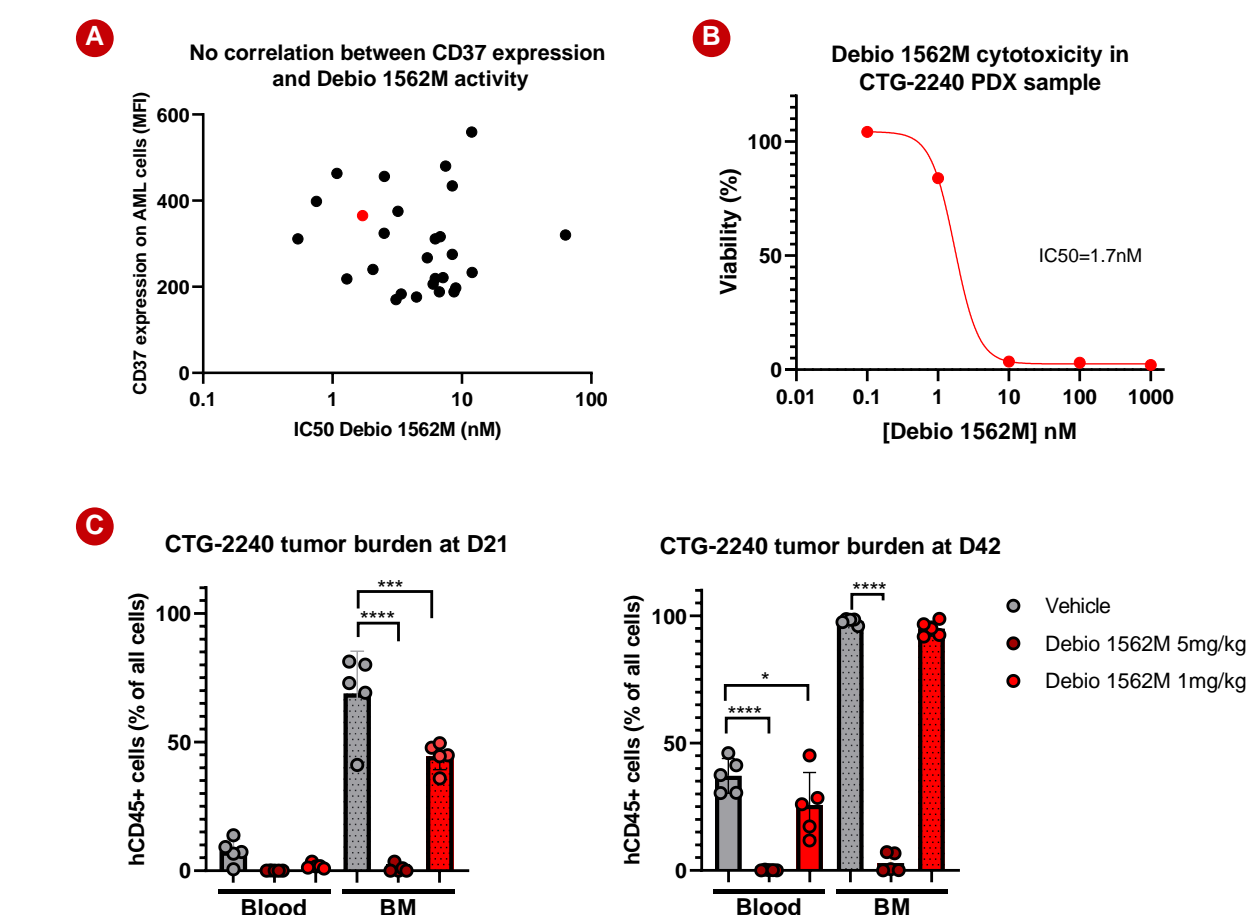 A
No correlation between CD37 expression
and Debio 1562M activity
CD37 expression on AML cells (MFI)
600
400
200
0
0.1
1
10
100
IC50 Debio 1562M (nM)
B
Debio 1562M cytotoxicity in
CTG-2240 PDX sample
Viability (%)
100
50
0
IC50=1.7nM
0.01
0.1
1
10
100
1000
[Debio 1562M] nM
C
CTG-2240 tumor burden at D21
hCD45+ cells (% of all cells)
100
50
0
***
****
Blood
BM
CTG-2240 tumor burden at D42
hCD45+ cells (% of all cells)
100
50
0
****
*
****
Blood
BM
Vehicle
Debio 1562M 5mg/kg
Debio 1562M 1mg/kg